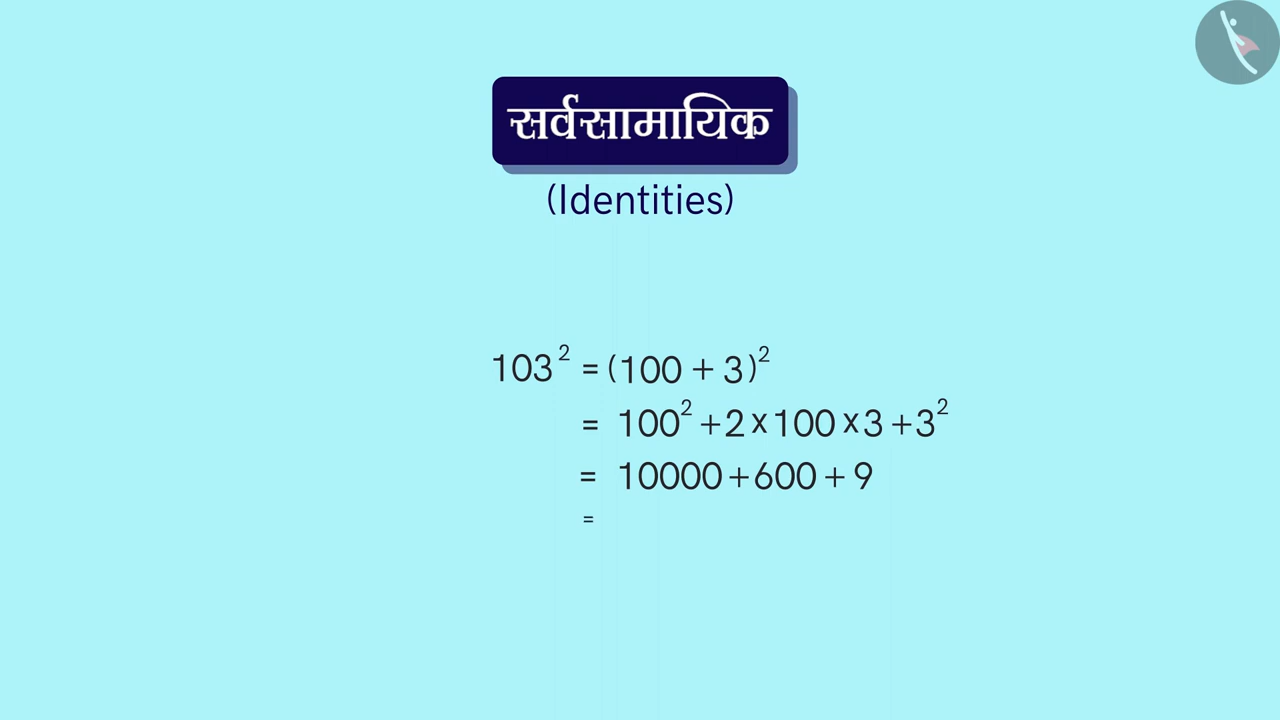 सर्वसामायिक
(Identities)
103² = (100 + 3)²
= 100² + 2 x 100 x 3 + 3²
= 10000 + 600 + 9
=